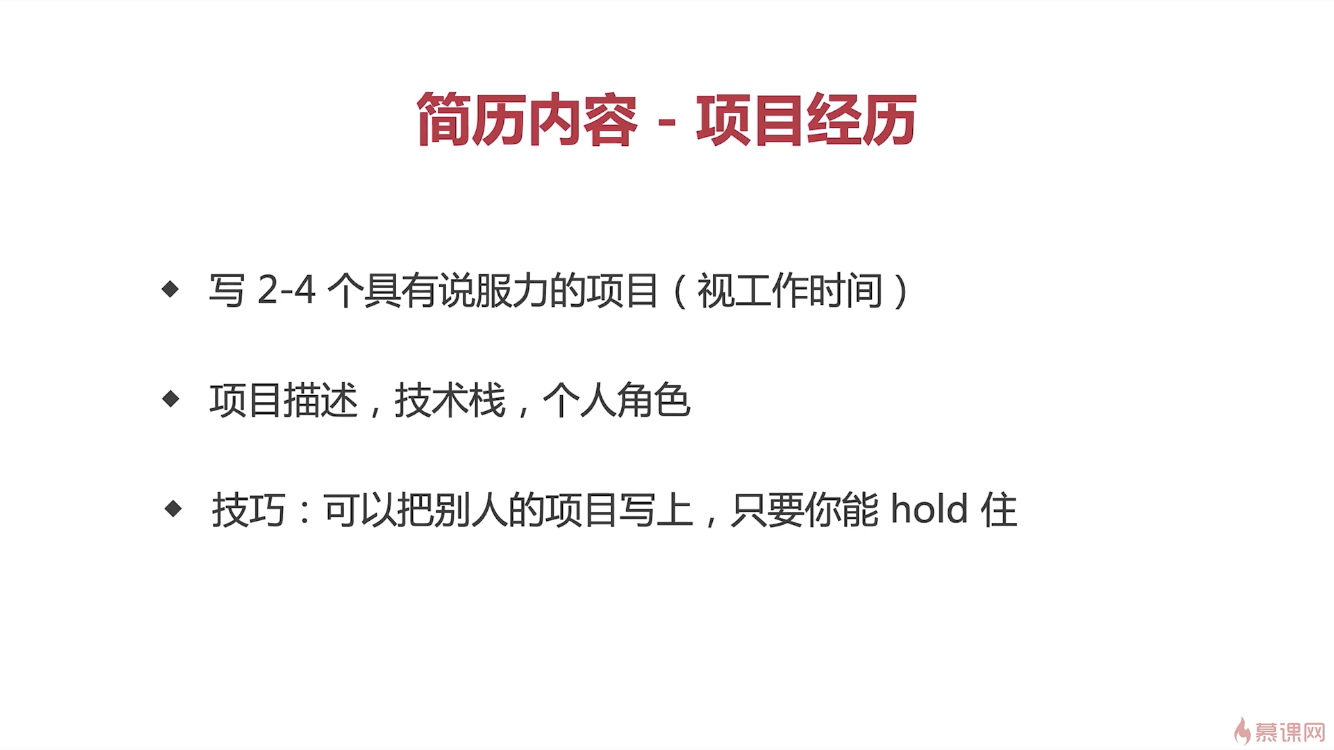 简历内容 - 项目经历
◆ 写 2-4 个具有说服力的项目（视工作时间）
◆ 项目描述，技术栈，个人角色
◆ 技巧：可以把别人的项目写上，只要你能 hold 住
慕课网